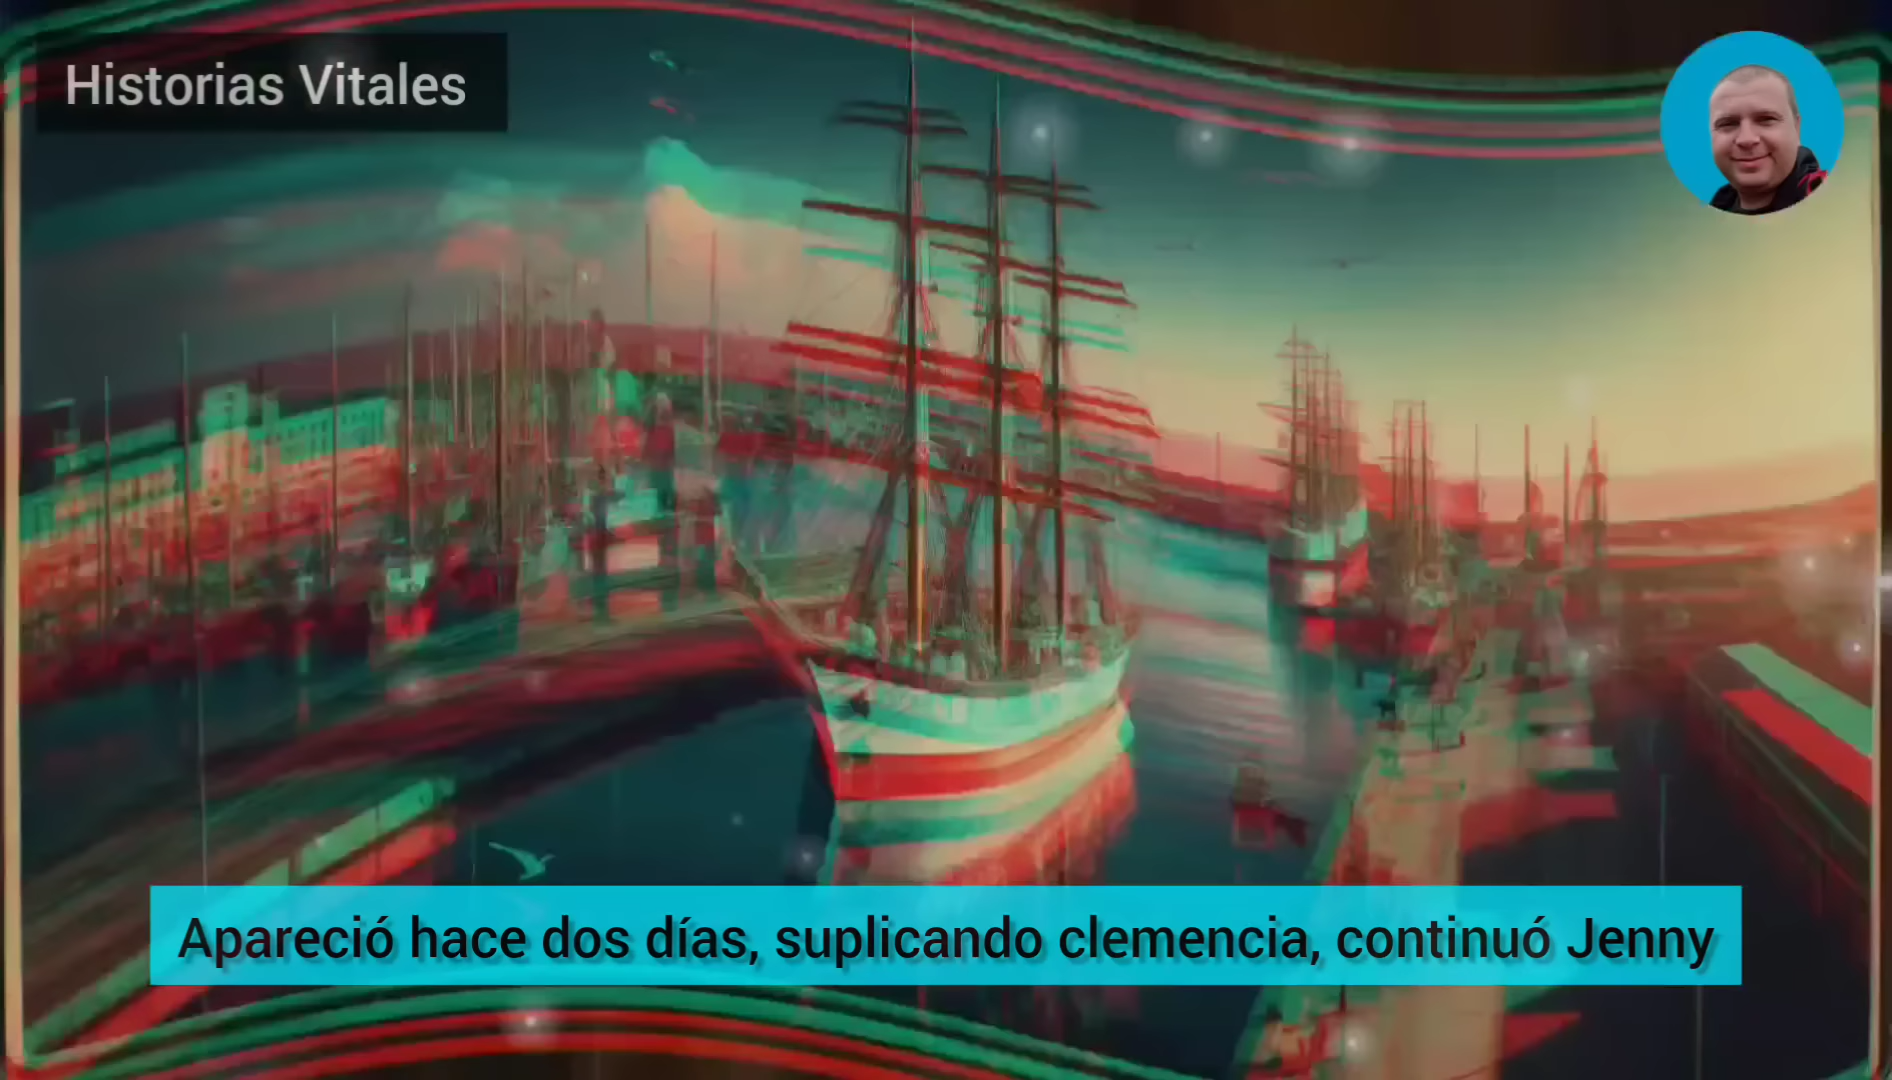 Historias Vitales
Apareció hace dos días, suplicando clemencia, continuó Jenny